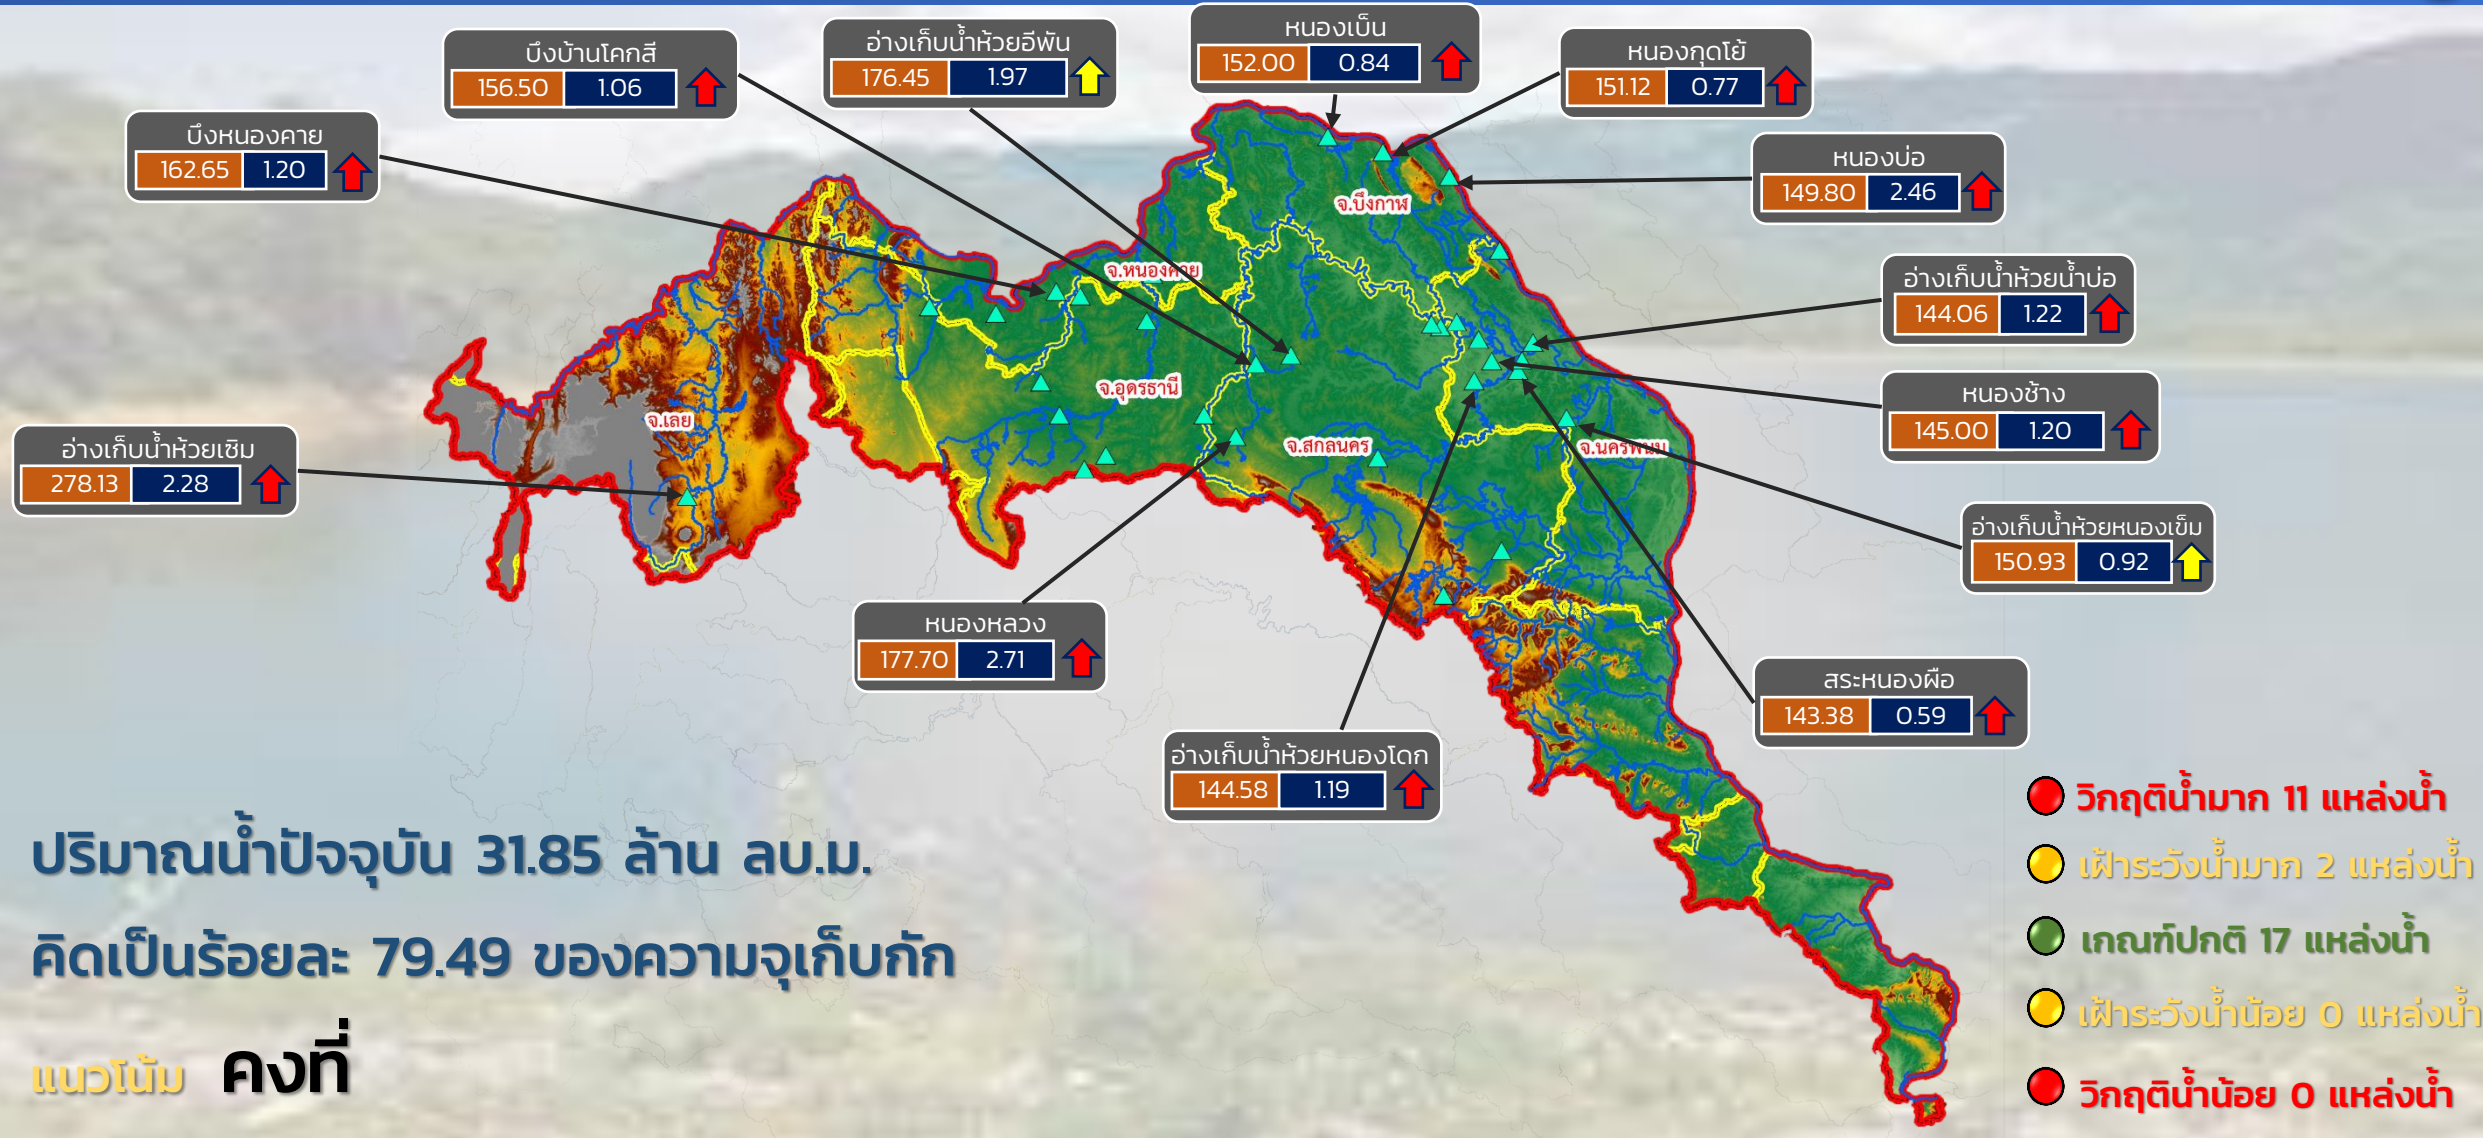 หนองเบ็น
152.00 0.84
อ่างเก็บน้ำห้วยอีพัน
176.45 1.97
บึงบ้านโคกสี
156.50 1.06
หนองกุดโย้
151.12 0.77
บึงหนองคาย
162.65 1.20
หนองบ่อ
149.80 2.46
จ.บึงกาฬ
อ่างเก็บน้ำห้วยน้ำบ่อ
144.06 1.22
จ.หนองคาย
จ.อุดรธานี
หนองช้าง
145.00 1.20
จ.เลย
จ.สกลนคร
จ.นครพนม
อ่างเก็บน้ำห้วยเซิม
278.13 2.28
อ่างเก็บน้ำห้วยหนองเข็ม
150.93 0.92
หนองหลวง
177.70 2.71
สระหนองผือ
143.38 0.59
อ่างเก็บน้ำห้วยหนองโดก
144.58 1.19
ปริมาณน้ำปัจจุบัน 31.85 ล้าน ลบ.ม.
คิดเป็นร้อยละ 79.49 ของความจุเก็บกัก
แนวโน้ม คงที่
วิกฤติน้ำมาก 11 แหล่งน้ำ
เฝ้าระวังน้ำมาก 2 แหล่งน้ำ
เกณฑ์ปกติ 17 แหล่งน้ำ
เฝ้าระวังน้ำน้อย 0 แหล่งน้ำ
วิกฤติน้ำน้อย 0 แหล่งน้ำ